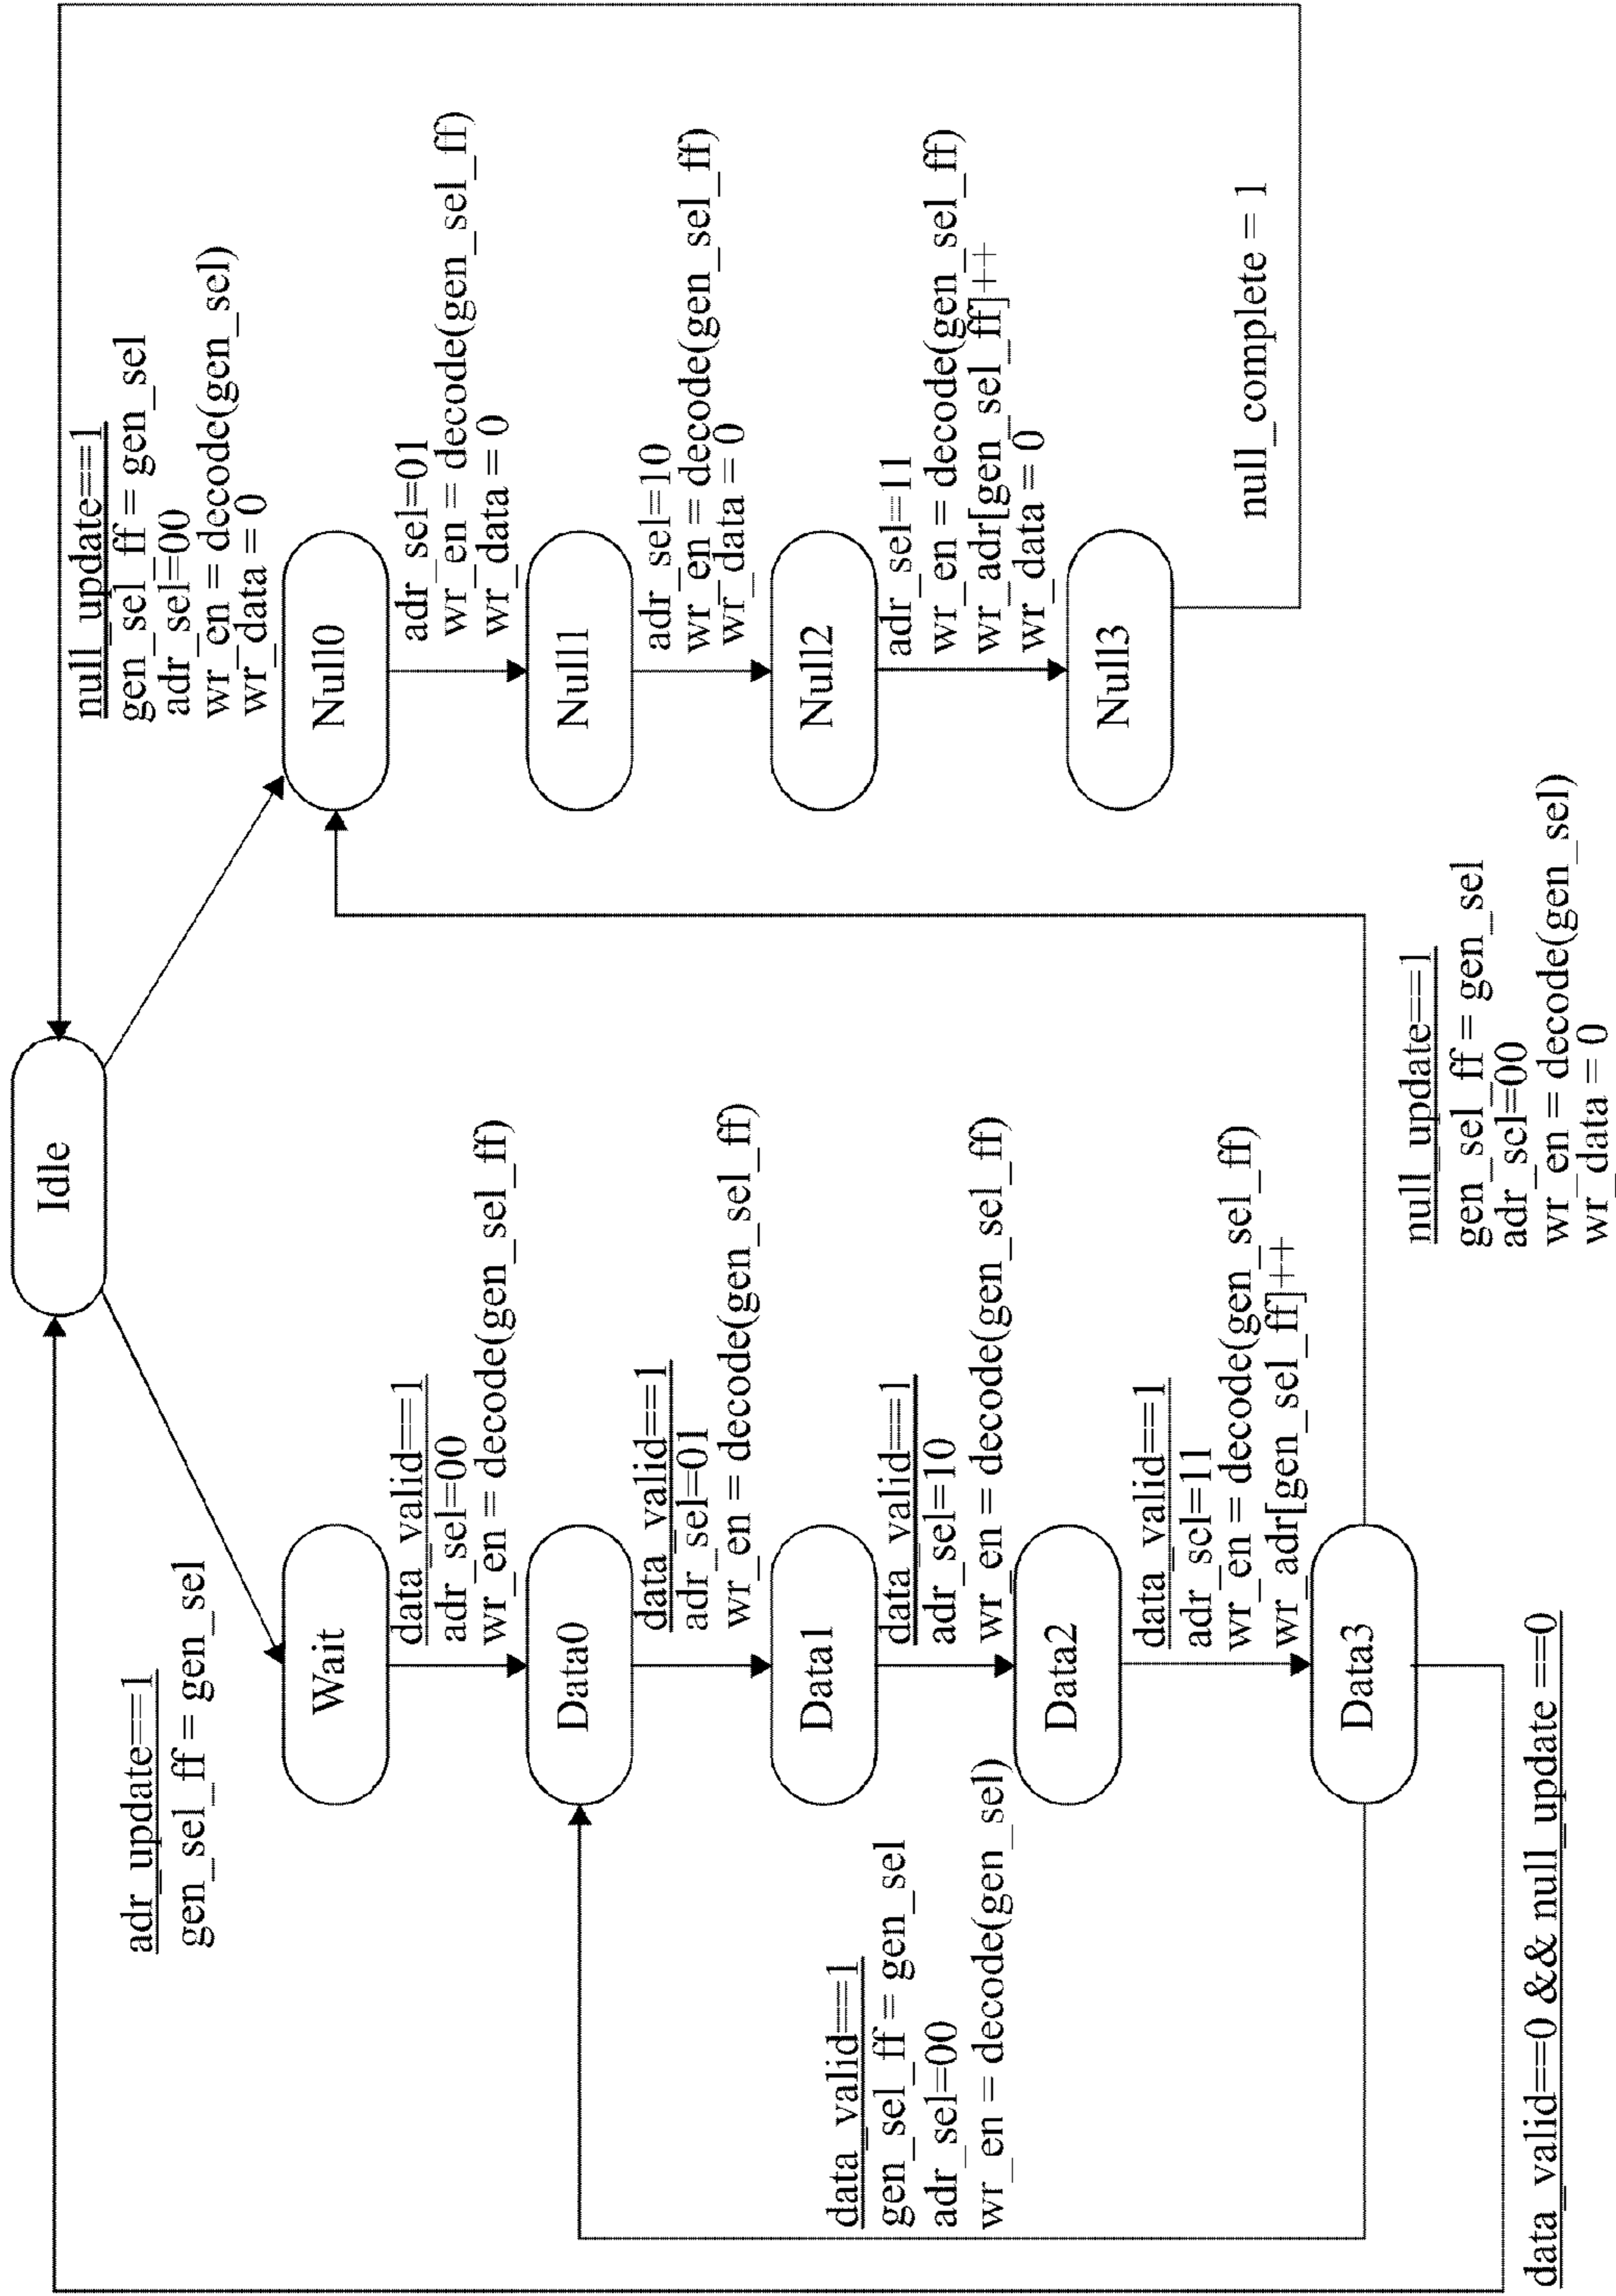 Idle
adr_update==1
gen_sel_ff = gen_sel
null_update==1
gen_sel_ff = gen_sel
adr_sel=00
wr_en = decode(gen_sel)
wr_data = 0
Wait
Null0
data_valid==1
adr_sel=00
wr_en = decode(gen_sel_ff)
adr_sel=01
wr_en = decode(gen_sel_ff)
wr_data = 0
Data0
Null1
data_valid==1
adr_sel=01
wr_en = decode(gen_sel_ff)
adr_sel=10
wr_en = decode(gen_sel_ff)
wr_data = 0
Data1
Null2
data_valid==1
adr_sel=10
wr_en = decode(gen_sel_ff)
adr_sel=11
wr_en = decode(gen_sel_ff)
wr_adr[gen_sel_ff]++
wr_data = 0
data_valid==1
gen_sel_ff = gen_sel
adr_sel=00
wr_en = decode(gen_sel)
Data2
Null3
data_valid==1
adr_sel=11
wr_en = decode(gen_sel_ff)
wr_adr[gen_sel_ff]++
null_complete = 1
Data3
null_update==1
gen_sel_ff = gen_sel
adr_sel=00
wr_en = decode(gen_sel)
wr_data = 0
data_valid==0 && null_update ==0